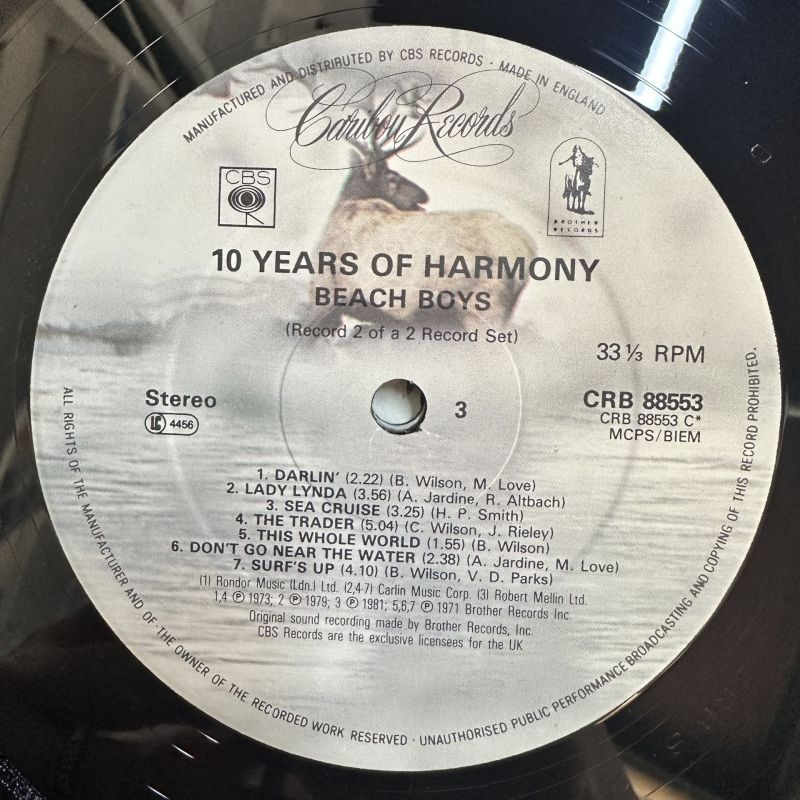 MANUFACTURED AND DISTRIBUTED BY CBS RECORDS · MADE IN ENGLAND
Caribou Records
CBS
BROTHER
RECORDS
10 YEARS OF HARMONY
BEACH BOYS
(Record 2 of a 2 Record Set)
33⅓ RPM
Stereo
LC 4456
3
CRB 88553
CRB 88553 C*
MCPS/BIEM
1. DARLIN' (2.22) (B. Wilson, M. Love)
2. LADY LYNDA (3.56) (A. Jardine, R. Altbach)
3. SEA CRUISE (3.25) (H. P. Smith)
4. THE TRADER (5.04) (C. Wilson, J. Rieley)
5. THIS WHOLE WORLD (1.55) (B. Wilson)
6. DON'T GO NEAR THE WATER (2.38) (A. Jardine, M. Love)
7. SURF'S UP (4.10) (B. Wilson, V. D. Parks)
(1) Rondor Music (Ldn.) Ltd. (2,4-7) Carlin Music Corp. (3) Robert Mellin Ltd.
1,4 ℗ 1973; 2 ℗ 1979; 3 ℗ 1981; 5,6,7 ℗ 1971 Brother Records Inc.
Original sound recording made by Brother Records, Inc.
CBS Records are the exclusive licensees for the UK
ALL RIGHTS OF THE MANUFACTURER AND OF THE OWNER OF THE RECORDED WORK RESERVED · UNAUTHORISED PUBLIC PERFORMANCE BROADCASTING AND COPYING OF THIS RECORD PROHIBITED.